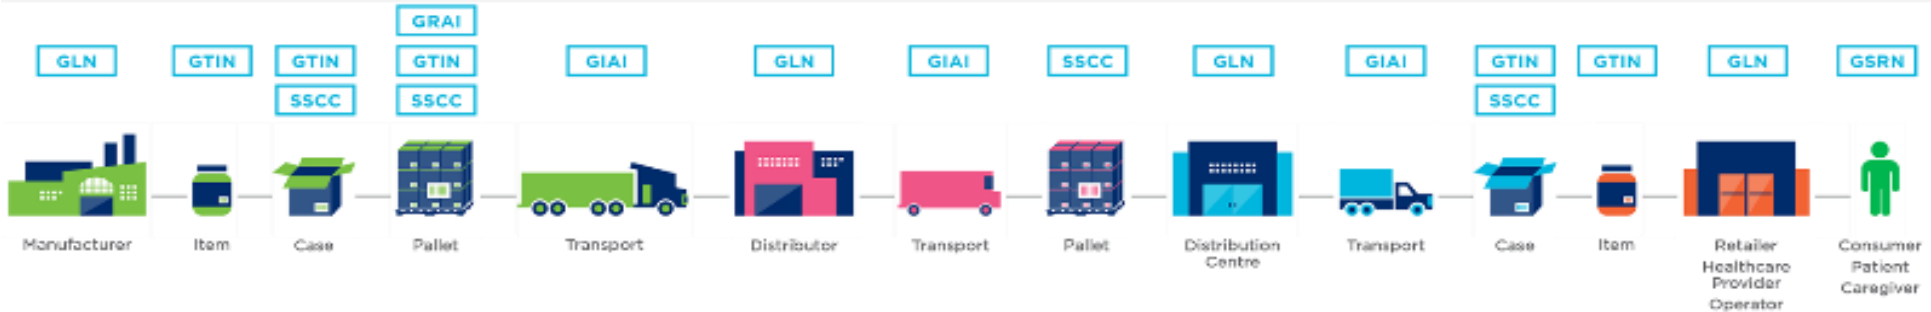 GRAI
GLN GTIN GTIN GTIN GIAI GLN GIAI SSCC GLN GIAI GTIN GTIN GLN GSRN
SSCC SSCC SSCC
Manufacturer Item Case Pallet Transport Distributor Transport Pallet Distribution Transport Case Item Retailer Consumer
Centre Healthcare Patient
Provider Caregiver
Operator